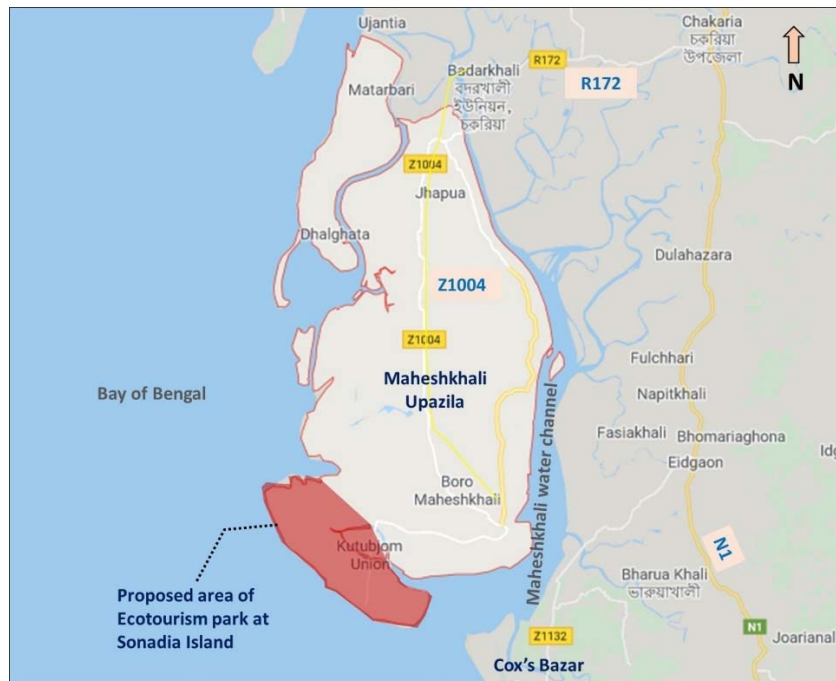 Ujantia
Chakaria
চকরিয়া
উপজেলা
N
Badarkhali
বদরখালী
ইউনিয়ন,
চকরিয়া
R172
R172
Matarbari
Z1004
Jhapua
Dhalghata
Dulahazara
Z1004
Z1004
Fulchhari
Maheshkhali
Upazila
Bay of Bengal
Napitkhali
Fasiakhali
Bhomariaghona
Eidgaon
Boro
Maheshkhali
Maheshkhali water channel
Kutubjom
Union
N1
Proposed area of
Ecotourism park at
Sonadia Island
Bharua Khali
ভারুয়াখালী
N1
Joarianal
Z1132
Cox's Bazar